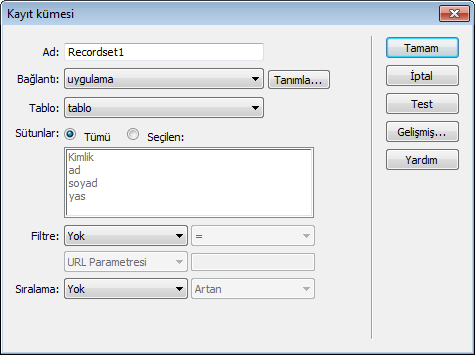 Kayıt kümesi
Ad: Recordset1
Bağlantı: uygulama Tanımla...
Tablo: tablo
Sütunlar: Tümü Seçilen:
Kimlik
ad
soyad
yas
Filtre: Yok =
URL Parametresi
Sıralama: Yok Artan
Tamam
İptal
Test
Gelişmiş...
Yardım